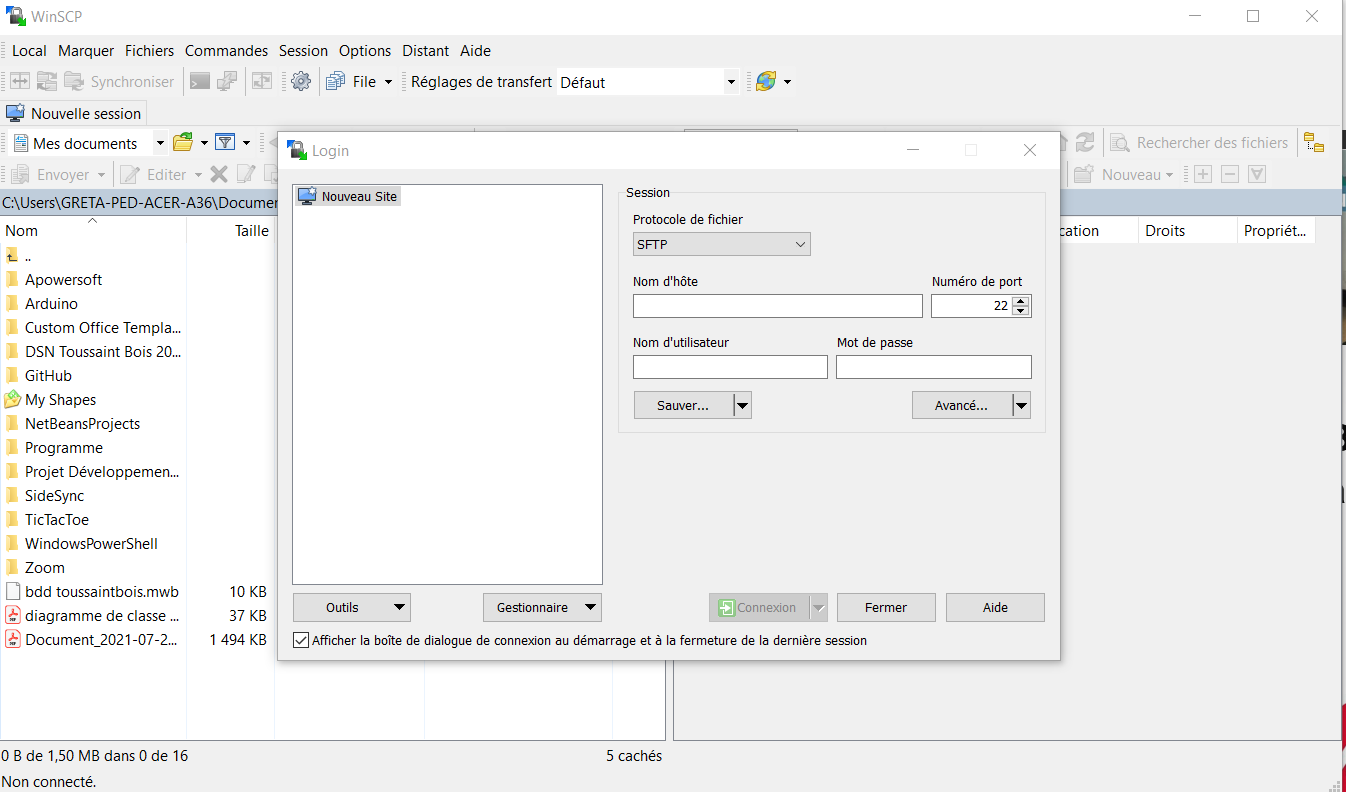 WinSCP
Local Marquer Fichiers Commandes Session Options Distant Aide
Synchroniser File Réglages de transfert Défaut
Nouvelle session
Mes documents Rechercher des fichiers
Envoyer Editer Nouveau
C:\Users\GRETA-PED-ACER-A36\Documen
Nom Taille cation Droits Propriét...
..
Apowersoft
Arduino
Custom Office Templa...
DSN Toussaint Bois 20...
GitHub
My Shapes
NetBeansProjects
Programme
Projet Développemen...
SideSync
TicTacToe
WindowsPowerShell
Zoom
bdd toussaintbois.mwb 10 KB
diagramme de classe ... 37 KB
Document_2021-07-2... 1 494 KB
Login
Nouveau Site
Session
Protocole de fichier
SFTP
Nom d'hôte Numéro de port
22
Nom d'utilisateur Mot de passe
Sauver... Avancé...
Outils Gestionnaire Connexion Fermer Aide
Afficher la boîte de dialogue de connexion au démarrage et à la fermeture de la dernière session
0 B de 1,50 MB dans 0 de 16 5 cachés
Non connecté.